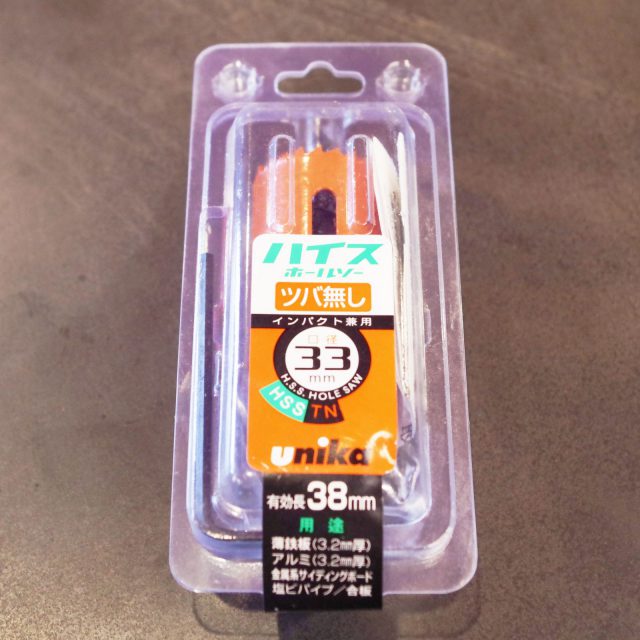 ハイス
ホールソー
ツバ無し
インパクト兼用
口径
33
mm
H.S.S. HOLE SAW
HSS TN
unika
有効長38mm
用途
薄鉄板(3.2mm厚)
アルミ(3.2mm厚)
金属系サイディングボード
塩ビパイプ/合板